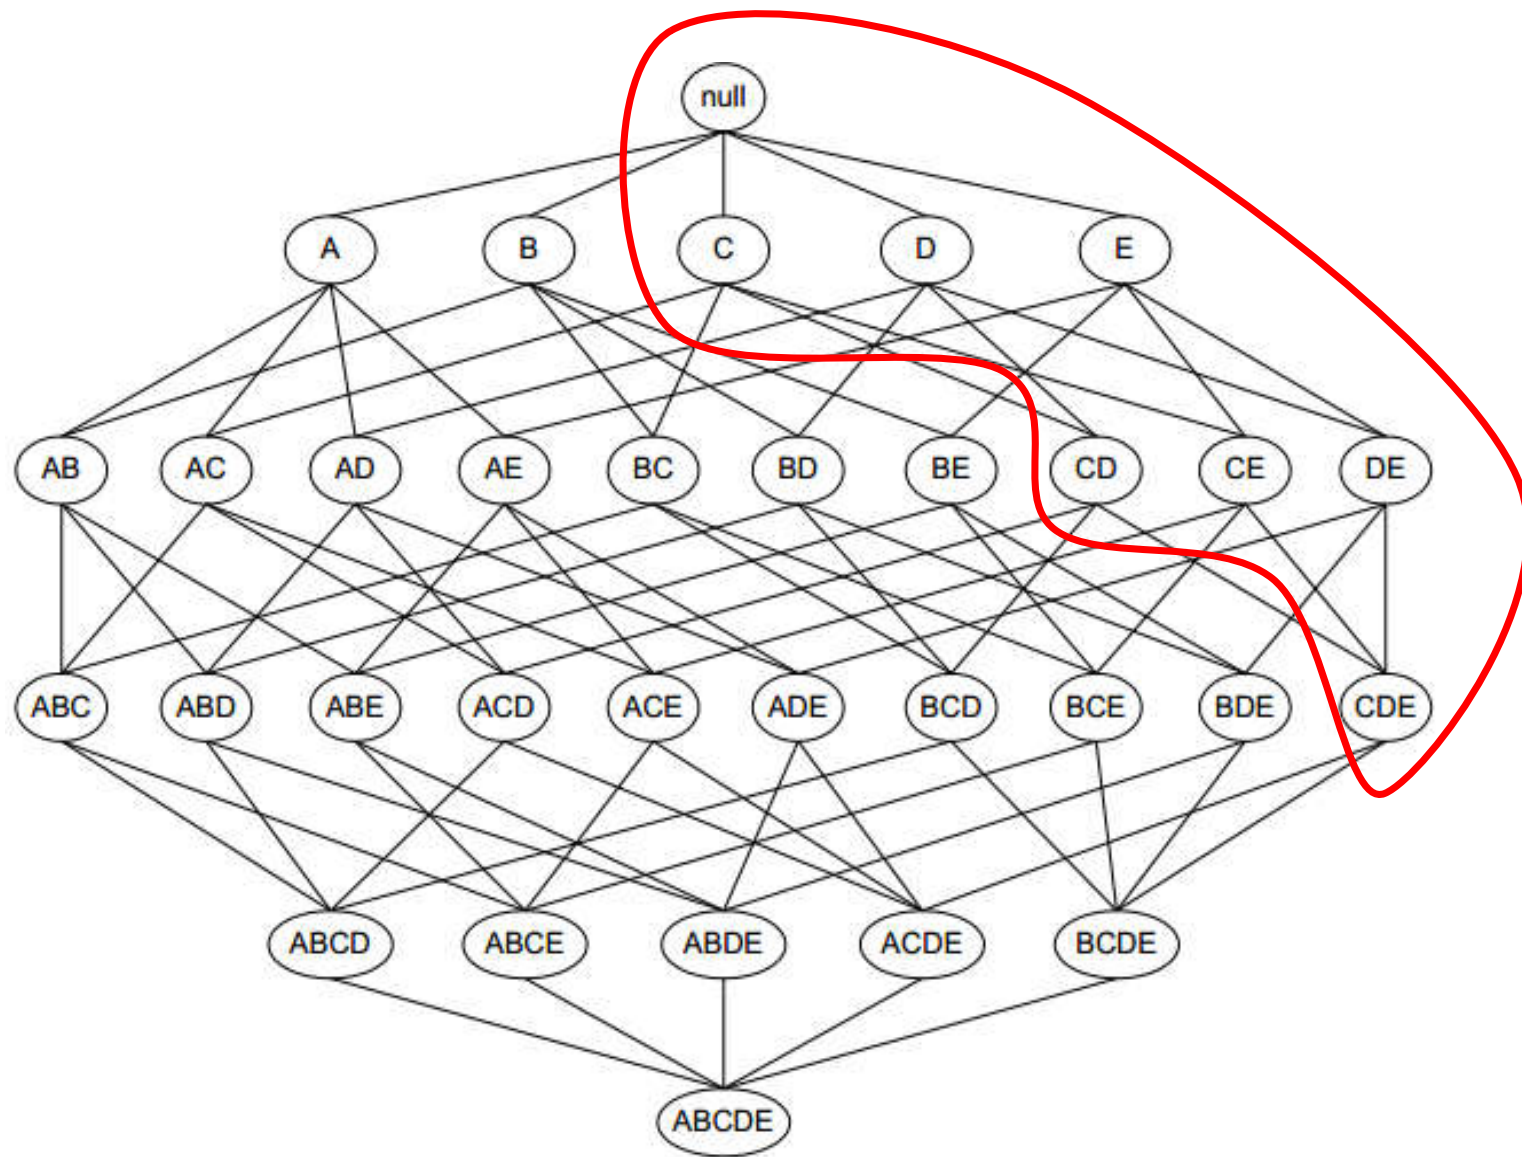 null
A B C D E
AB AC AD AE BC BD BE CD CE DE
ABC ABD ABE ACD ACE ADE BCD BCE BDE CDE
ABCD ABCE ABDE ACDE BCDE
ABCDE